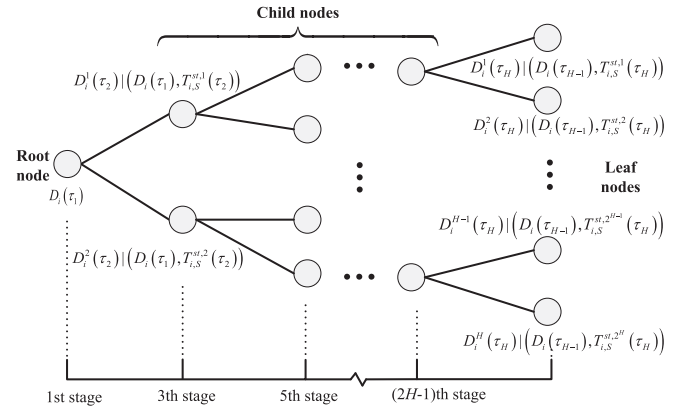 Child nodes
D_i^1(τ_2)|(D_i(τ_1),T_{i,S}^{st,1}(τ_2))
D_i^1(τ_H)|(D_i(τ_{H-1}),T_{i,S}^{st,1}(τ_H))
D_i^2(τ_H)|(D_i(τ_{H-1}),T_{i,S}^{st,2}(τ_H))
Root
node
D_i(τ_1)
Leaf
nodes
D_i^{H-1}(τ_H)|(D_i(τ_{H-1}),T_{i,S}^{st,2^{H-1}}(τ_H))
D_i^2(τ_2)|(D_i(τ_1),T_{i,S}^{st,2}(τ_2))
D_i^H(τ_H)|(D_i(τ_{H-1}),T_{i,S}^{st,2^H}(τ_H))
1st stage 3th stage 5th stage (2H-1)th stage